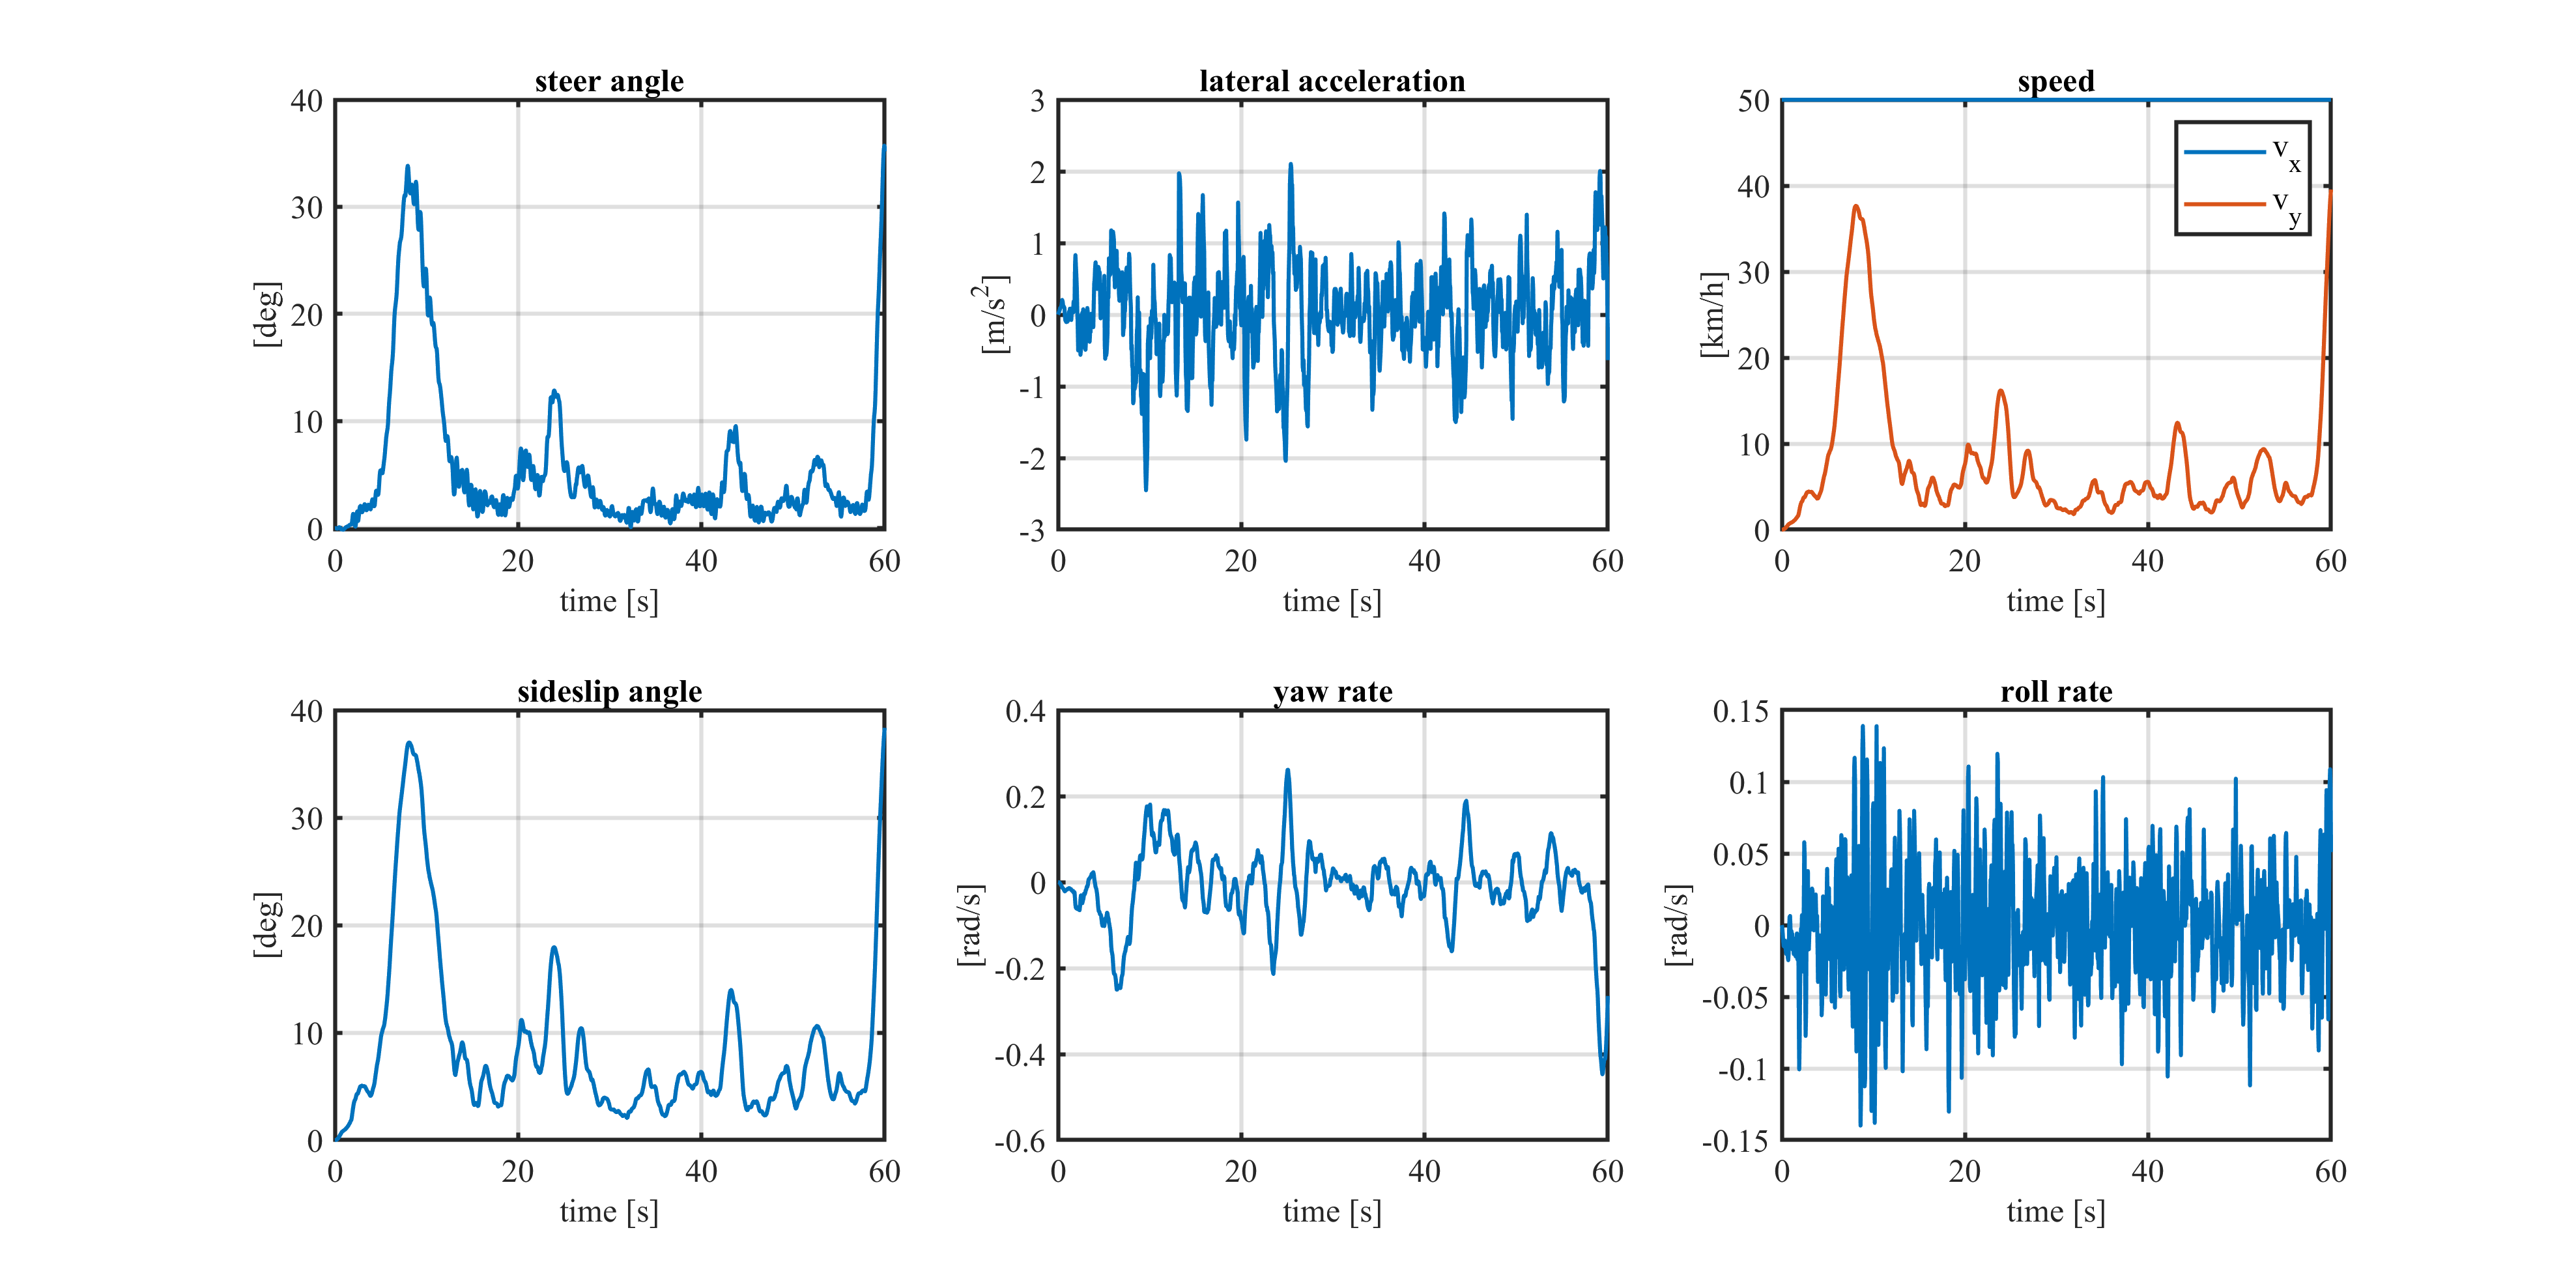 steer angle
40
30
20
10
0
[deg]
0 20 40 60
time [s]
lateral acceleration
3
2
1
0
-1
-2
-3
[m/s²]
0 20 40 60
time [s]
speed
50
40
30
20
10
0
[km/h]
v_x
v_y
0 20 40 60
time [s]
sideslip angle
40
30
20
10
0
[deg]
0 20 40 60
time [s]
yaw rate
0.4
0.2
0
-0.2
-0.4
-0.6
[rad/s]
0 20 40 60
time [s]
roll rate
0.15
0.1
0.05
0
-0.05
-0.1
-0.15
[rad/s]
0 20 40 60
time [s]